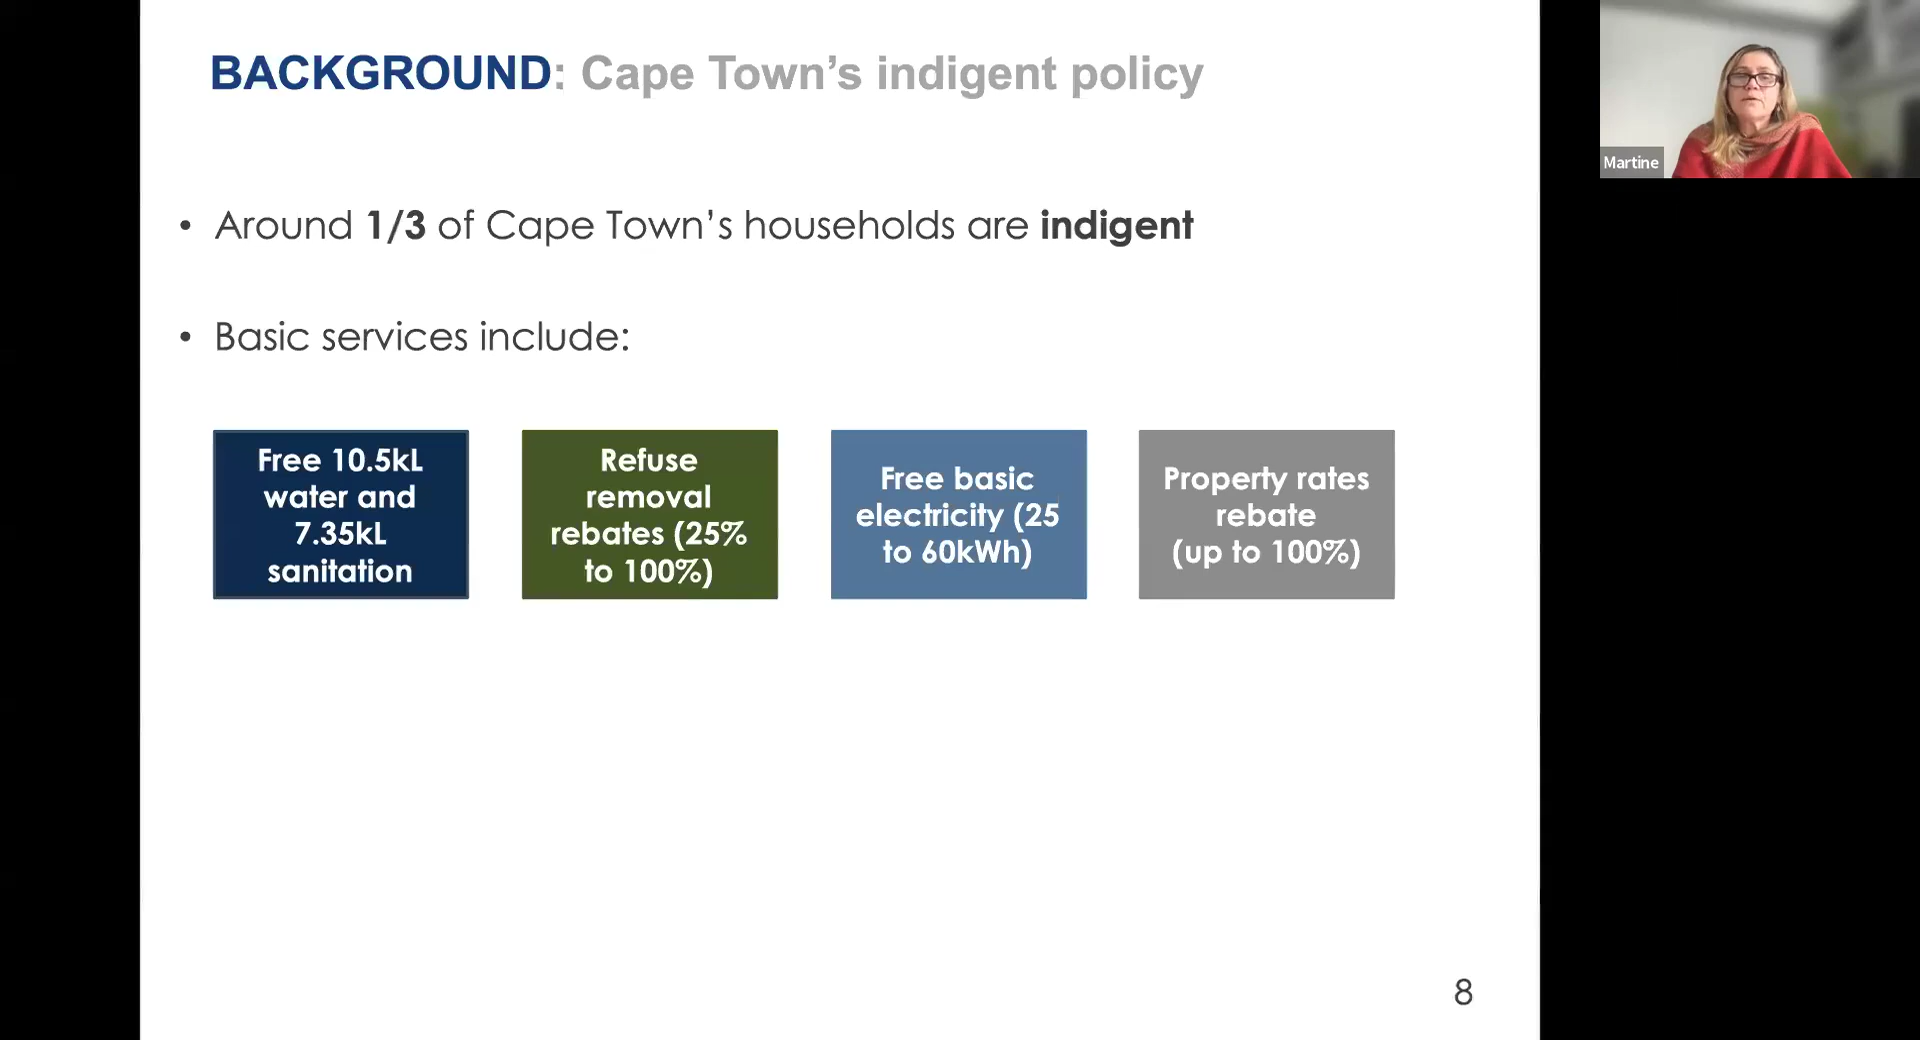 BACKGROUND: Cape Town's indigent policy
Martine
• Around 1/3 of Cape Town's households are indigent
• Basic services include:
Free 10.5kL
water and
7.35kL
sanitation
Refuse
removal
rebates (25%
to 100%)
Free basic
electricity (25
to 60kWh)
Property rates
rebate
(up to 100%)
8